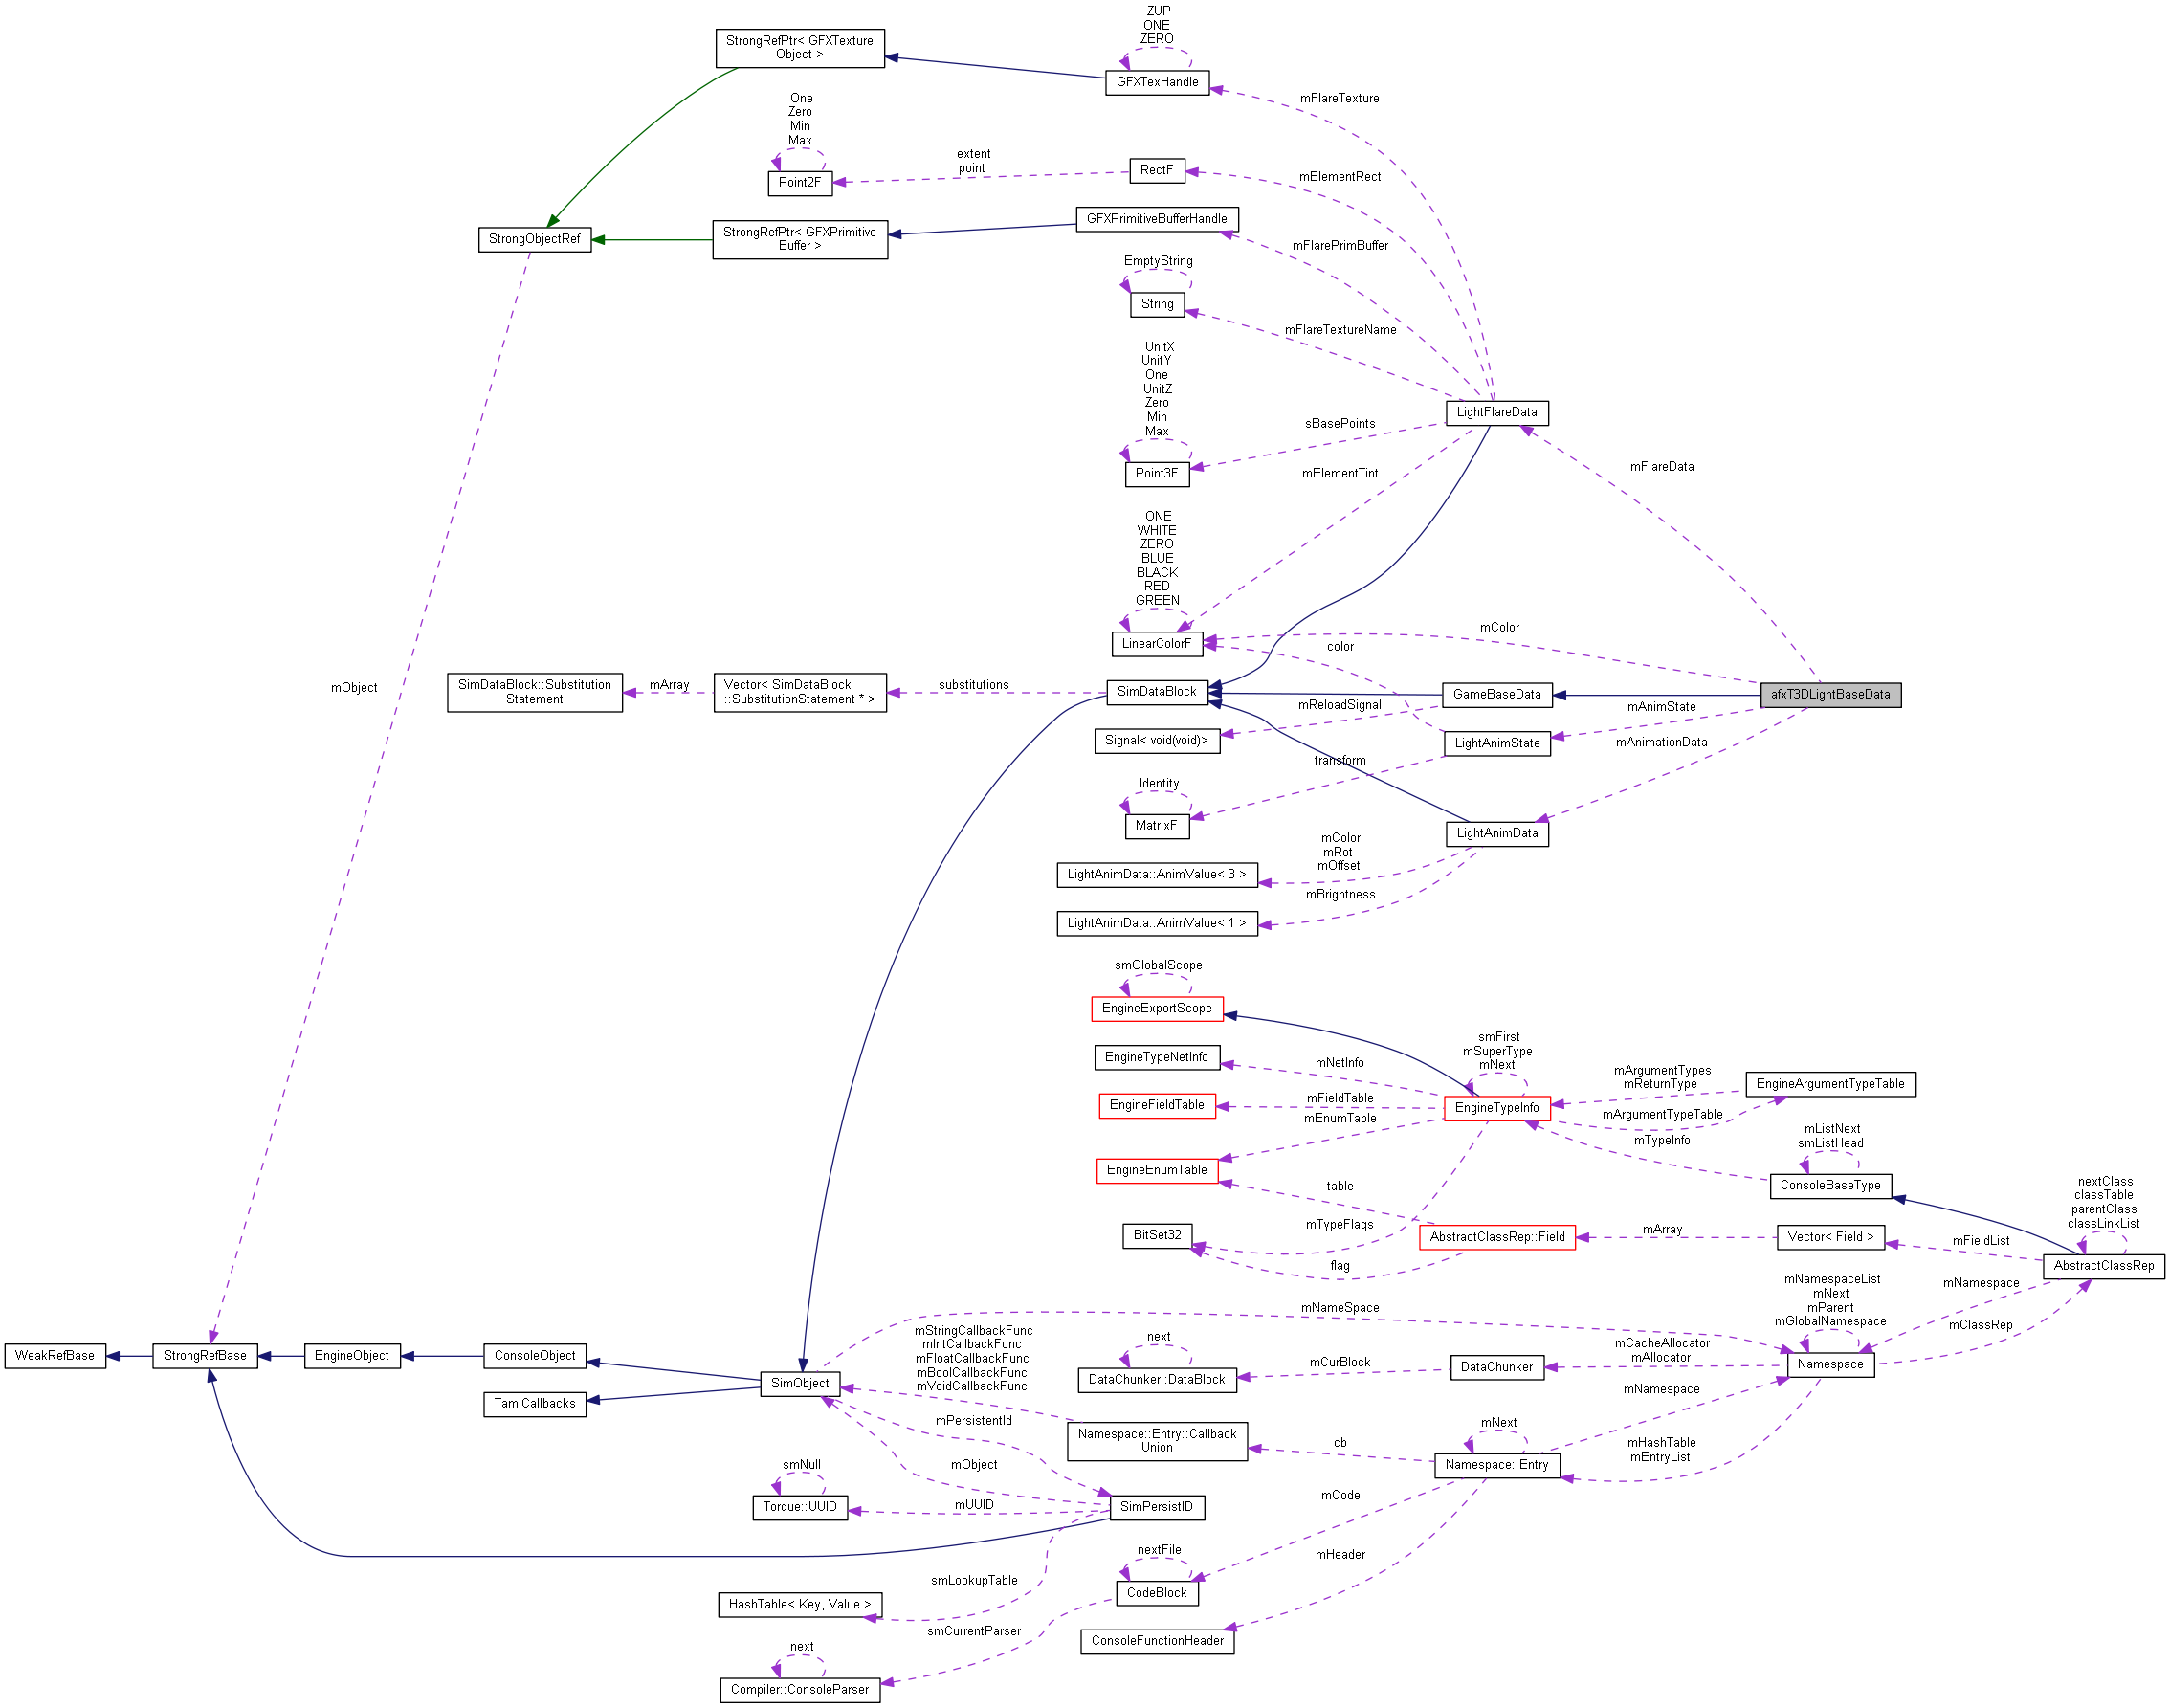 ZUP
ONE
ZERO
StrongRefPtr< GFXTexture
Object >
GFXTexHandle
mFlareTexture
One
Zero
Min
Max
extent
point
RectF
mElementRect
Point2F
GFXPrimitiveBufferHandle
StrongRefPtr< GFXPrimitive
Buffer >
StrongObjectRef
mFlarePrimBuffer
EmptyString
String
mFlareTextureName
UnitX
UnitY
One
UnitZ
Zero
Min
Max
LightFlareData
sBasePoints
Point3F
mElementTint
mFlareData
ONE
WHITE
ZERO
BLUE
BLACK
RED
GREEN
mColor
LinearColorF
color
mObject
SimDataBlock::Substitution
Statement
mArray
Vector< SimDataBlock
::SubstitutionStatement * >
substitutions
SimDataBlock
GameBaseData
afxT3DLightBaseData
mReloadSignal
mAnimState
Signal< void(void)>
LightAnimState
mAnimationData
transform
Identity
MatrixF
LightAnimData
mColor
mRot
mOffset
LightAnimData::AnimValue< 3 >
mBrightness
LightAnimData::AnimValue< 1 >
smGlobalScope
EngineExportScope
smFirst
mSuperType
mNext
EngineTypeNetInfo
mNetInfo
mArgumentTypes
mReturnType
EngineArgumentTypeTable
EngineFieldTable
mFieldTable
EngineTypeInfo
mEnumTable
mArgumentTypeTable
mListNext
smListHead
mTypeInfo
EngineEnumTable
table
ConsoleBaseType
nextClass
classTable
parentClass
classLinkList
mTypeFlags
BitSet32
AbstractClassRep::Field
mArray
Vector< Field >
mFieldList
flag
AbstractClassRep
mNamespaceList
mNext
mParent
mGlobalNamespace
mNamespace
mClassRep
mNameSpace
mStringCallbackFunc
mIntCallbackFunc
mFloatCallbackFunc
mBoolCallbackFunc
mVoidCallbackFunc
next
mCacheAllocator
mAllocator
WeakRefBase
StrongRefBase
EngineObject
ConsoleObject
mCurBlock
DataChunker
Namespace
SimObject
DataChunker::DataBlock
TamlCallbacks
mNamespace
mPersistentId
Namespace::Entry::Callback
Union
cb
mNext
mHashTable
mEntryList
Namespace::Entry
smNull
mObject
Torque::UUID
mUUID
SimPersistID
mCode
nextFile
mHeader
smLookupTable
CodeBlock
HashTable< Key, Value >
smCurrentParser
ConsoleFunctionHeader
next
Compiler::ConsoleParser